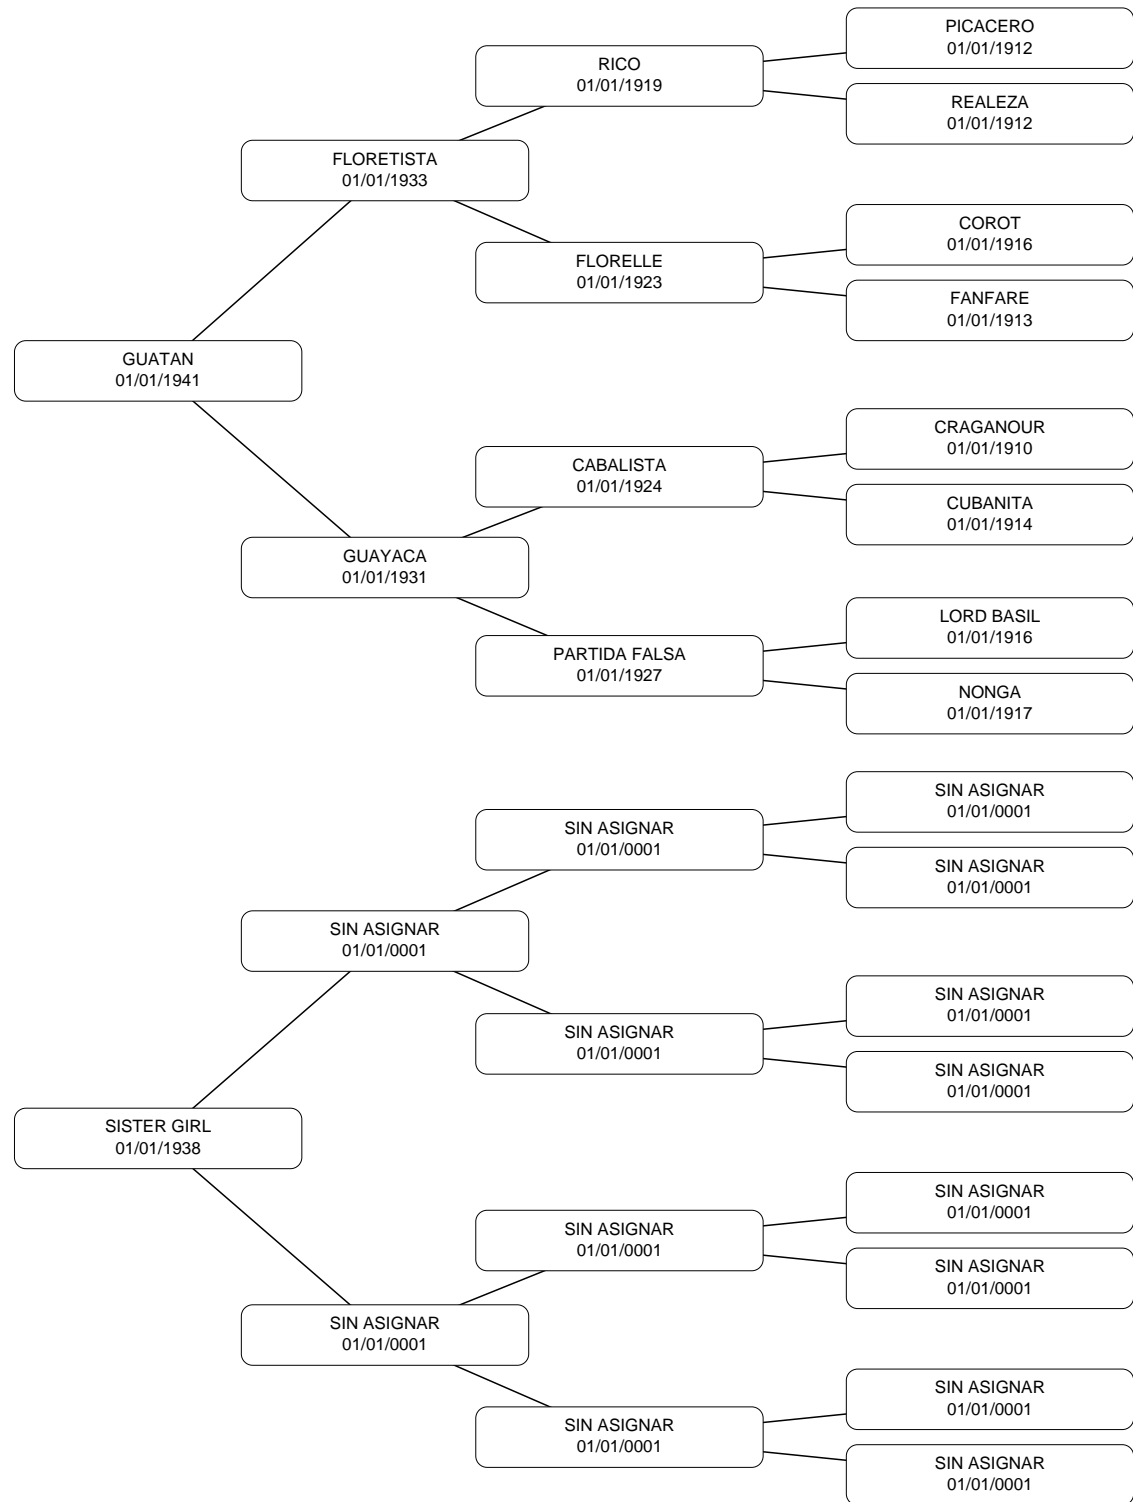 PICACERO
01/01/1912
RICO
01/01/1919
REALEZA
01/01/1912
FLORETISTA
01/01/1933
COROT
01/01/1916
FLORELLE
01/01/1923
FANFARE
01/01/1913
GUATAN
01/01/1941
CRAGANOUR
01/01/1910
CABALISTA
01/01/1924
CUBANITA
01/01/1914
GUAYACA
01/01/1931
LORD BASIL
01/01/1916
PARTIDA FALSA
01/01/1927
NONGA
01/01/1917
SIN ASIGNAR
01/01/0001
SIN ASIGNAR
01/01/0001
SIN ASIGNAR
01/01/0001
SIN ASIGNAR
01/01/0001
SIN ASIGNAR
01/01/0001
SIN ASIGNAR
01/01/0001
SIN ASIGNAR
01/01/0001
SISTER GIRL
01/01/1938
SIN ASIGNAR
01/01/0001
SIN ASIGNAR
01/01/0001
SIN ASIGNAR
01/01/0001
SIN ASIGNAR
01/01/0001
SIN ASIGNAR
01/01/0001
SIN ASIGNAR
01/01/0001
SIN ASIGNAR
01/01/0001